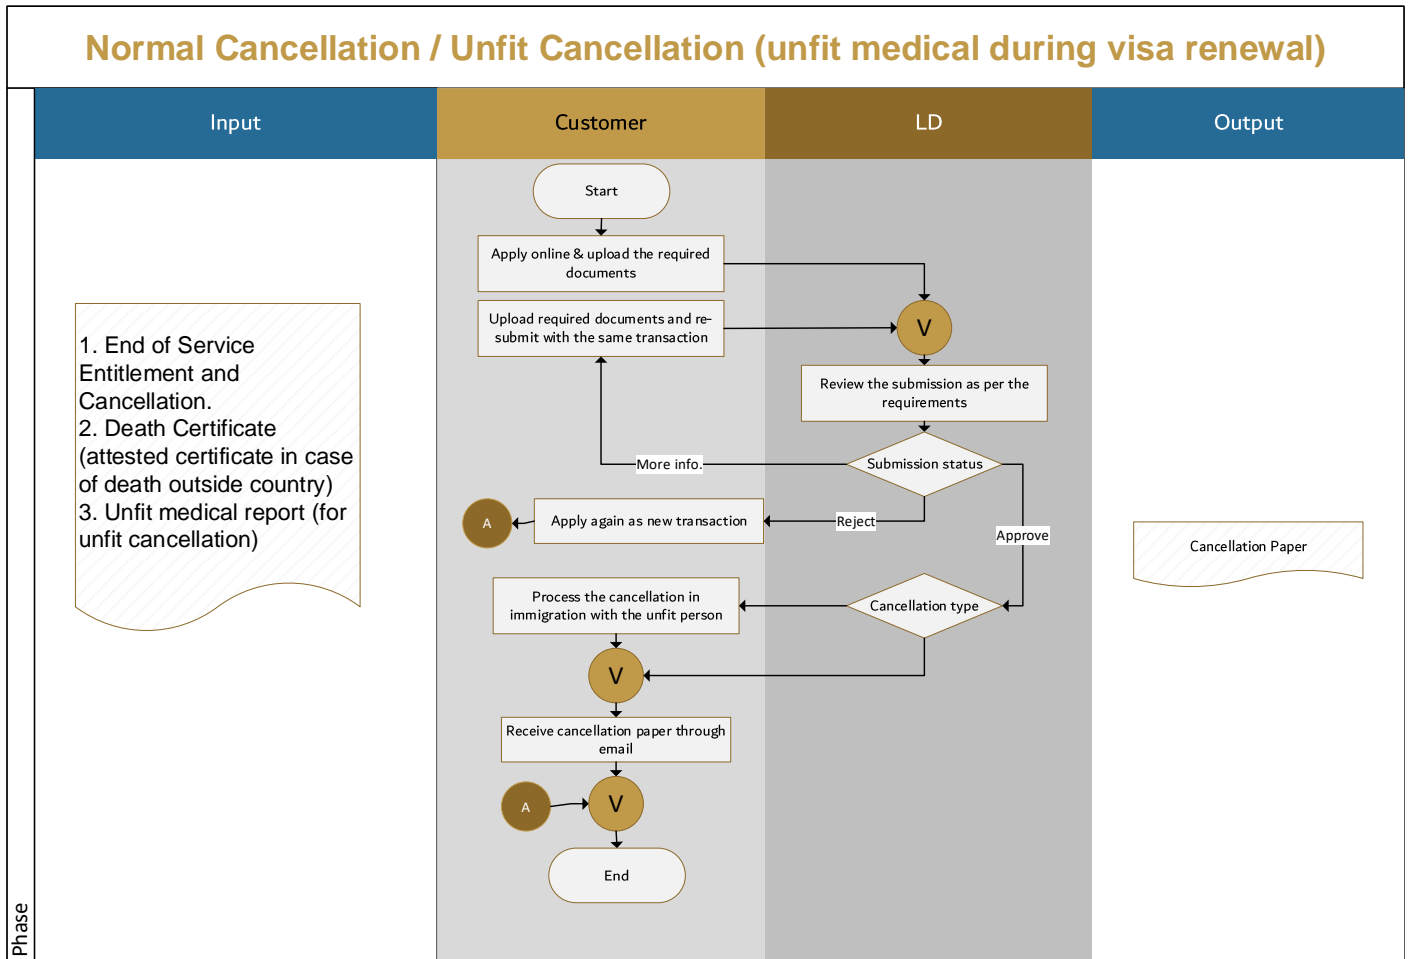 Normal Cancellation / Unfit Cancellation (unfit medical during visa renewal)
Input
Customer
LD
Output
Start
Apply online & upload the required
documents
Upload required documents and re-
submit with the same transaction
V
1. End of Service
Entitlement and
Cancellation.
2. Death Certificate
(attested certificate in case
of death outside country)
3. Unfit medical report (for
unfit cancellation)
Review the submission as per the
requirements
More info.
Submission status
A
Apply again as new transaction
Reject
Approve
Cancellation Paper
Process the cancellation in
immigration with the unfit person
Cancellation type
V
Receive cancellation paper through
email
A
V
End
Phase